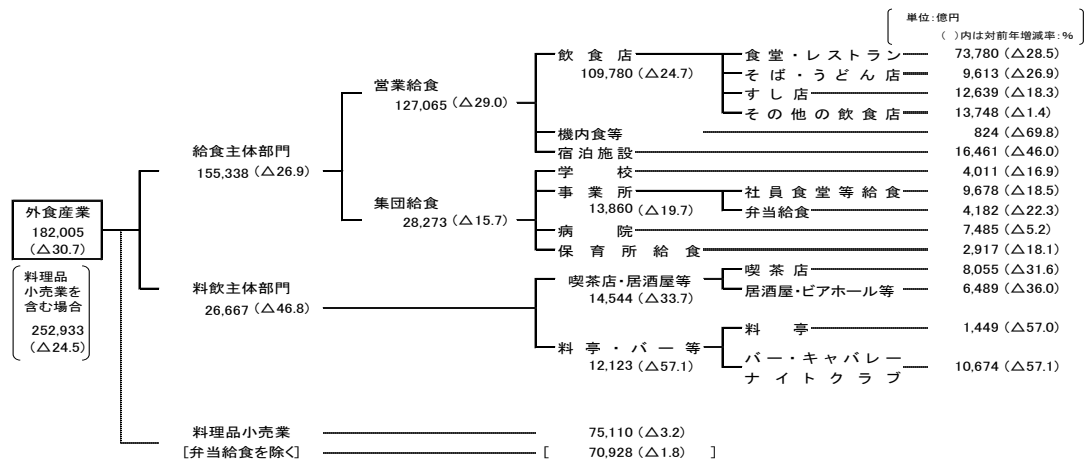 単位：億円
（ ）内は対前年増減率：％
飲食店
109,780（△24.7）
食堂・レストラン 73,780（△28.5）
そば・うどん店 9,613（△26.9）
すし店 12,639（△18.3）
その他の飲食店 13,748（△1.4）
営業給食
127,065（△29.0）
機内食等 824（△69.8）
宿泊施設 16,461（△46.0）
給食主体部門
155,338（△26.9）
学校 4,011（△16.9）
事業所
13,860（△19.7）
社員食堂等給食 9,678（△18.5）
弁当給食 4,182（△22.3）
集団給食
28,273（△15.7）
病院 7,485（△5.2）
保育所給食 2,917（△18.1）
外食産業
182,005
（△30.7）
料理品
小売業を
含む場合
252,933
（△24.5）
料飲主体部門
26,667（△46.8）
喫茶店・居酒屋等
14,544（△33.7）
喫茶店 8,055（△31.6）
居酒屋・ビアホール等 6,489（△36.0）
料亭・バー等
12,123（△57.1）
料亭 1,449（△57.0）
バー・キャバレー
ナイトクラブ 10,674（△57.1）
料理品小売業 75,110（△3.2）
[弁当給食を除く] [ 70,928（△1.8） ]